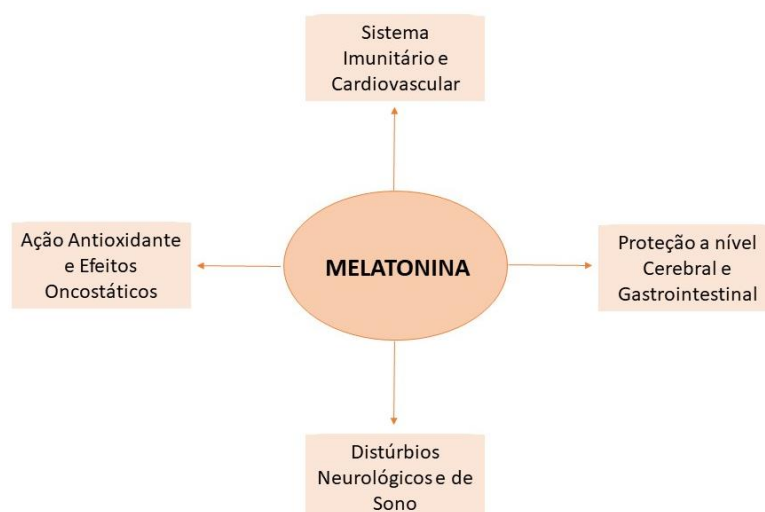 Sistema
Imunitário e
Cardiovascular
Ação Antioxidante
e Efeitos
Oncostáticos
MELATONINA
Proteção a nível
Cerebral e
Gastrointestinal
Distúrbios
Neurológicos e de
Sono